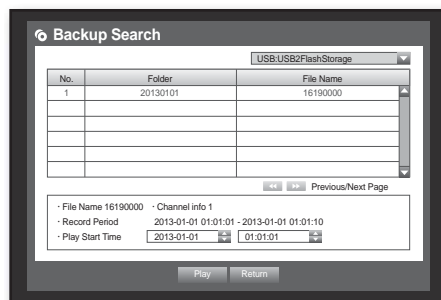 Backup Search
USB:USB2FlashStorage
No. Folder File Name
1 20130101 16190000
Previous/Next Page
· File Name 16190000 · Channel info 1
· Record Period 2013-01-01 01:01:01 - 2013-01-01 01:01:10
· Play Start Time 2013-01-01 01:01:01
Play Return